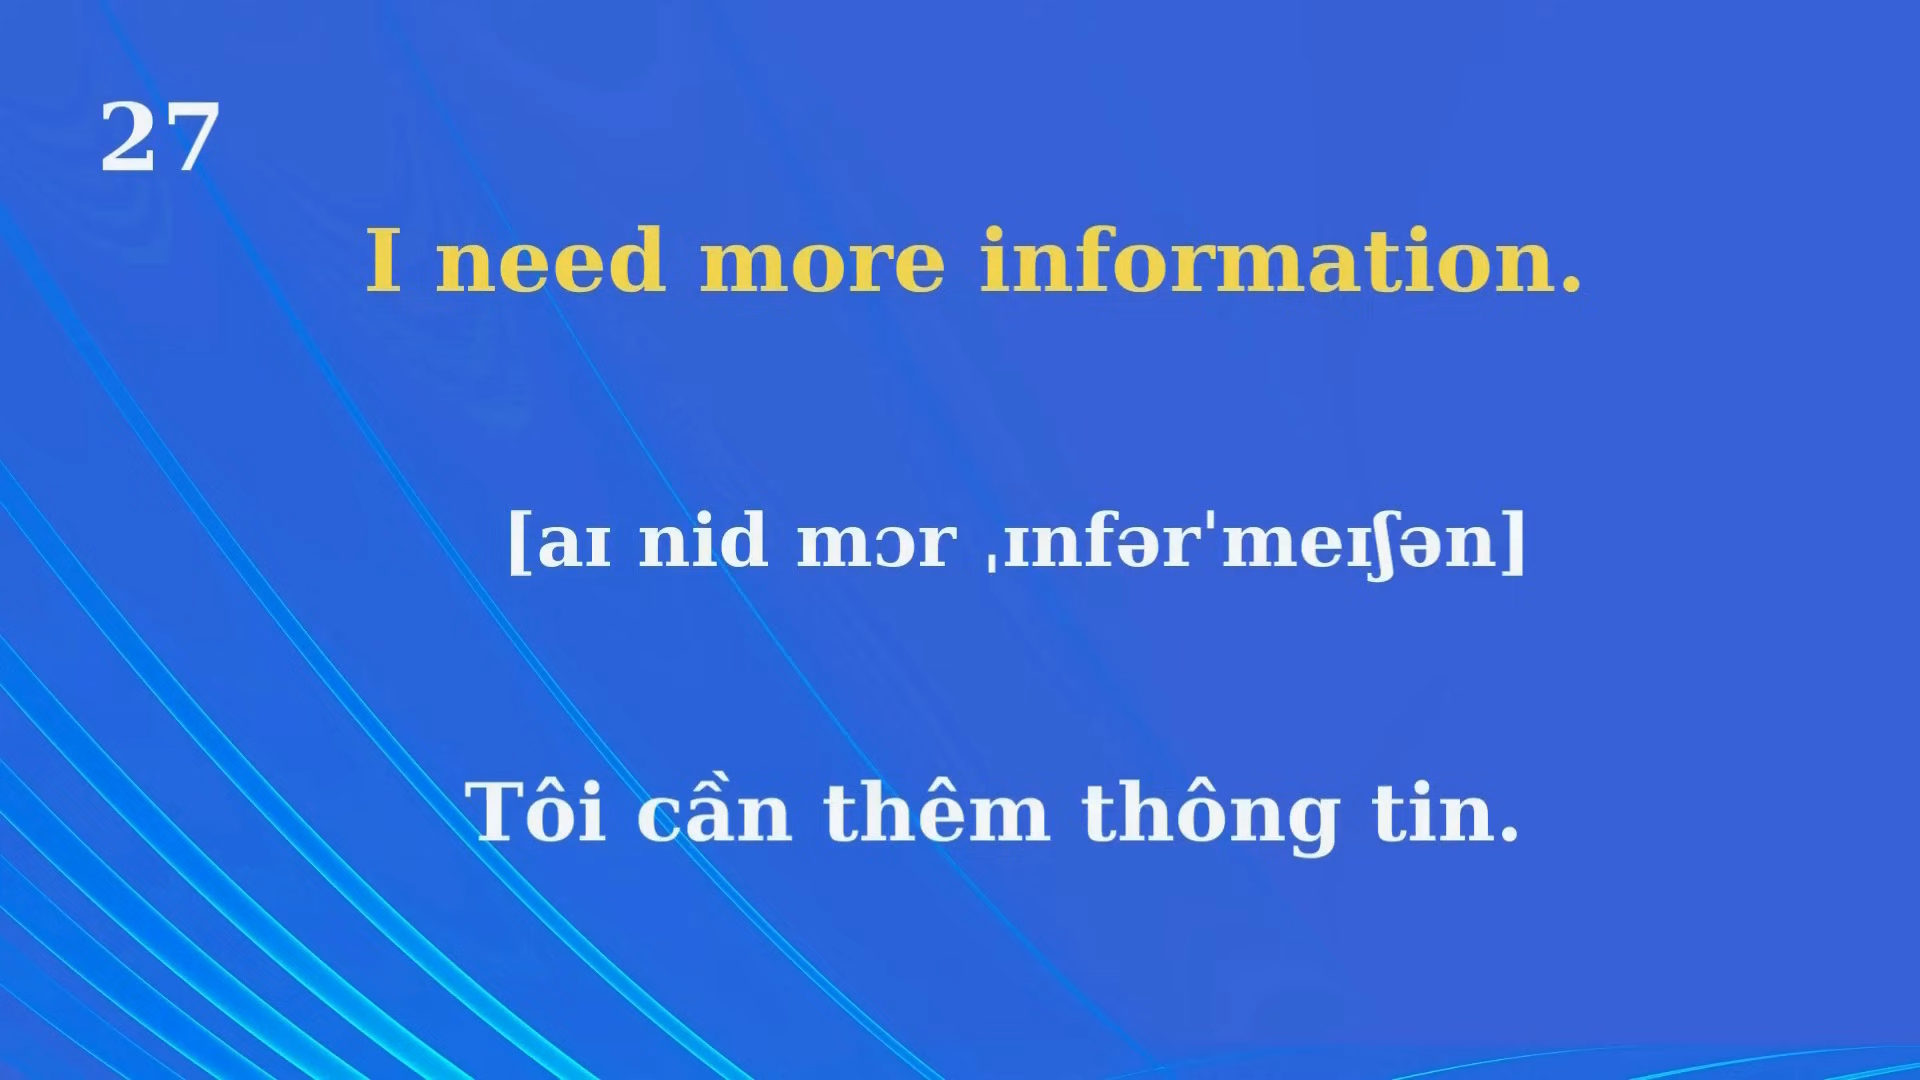 27
I need more information.
[aɪ nid mɔr ˌɪnfərˈmeɪʃən]
Tôi cần thêm thông tin.